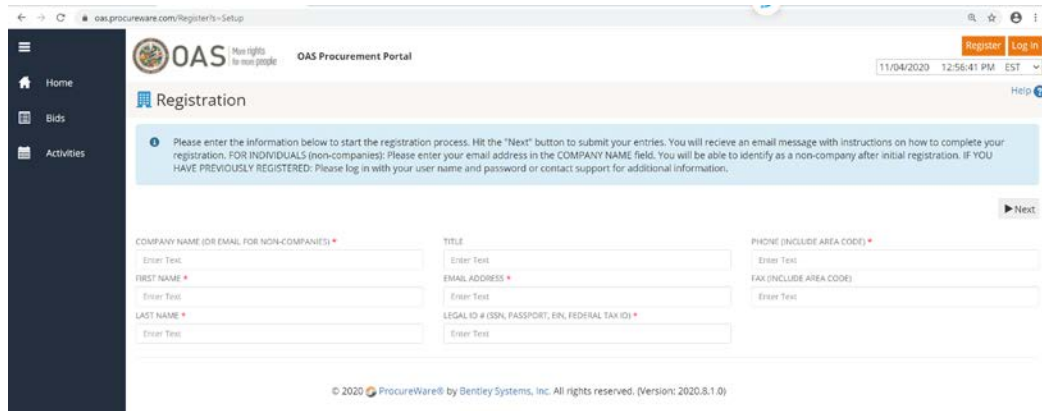 oas.procureware.com/Register?s=Setup
OAS More rights for more people
OAS Procurement Portal
Register Log In
11/04/2020 12:56:41 PM EST
Home
Bids
Activities
Registration
Help
Please enter the information below to start the registration process. Hit the "Next" button to submit your entries. You will recieve an email message with instructions on how to complete your
registration. FOR INDIVIDUALS (non-companies): Please enter your email address in the COMPANY NAME field. You will be able to identify as a non-company after initial registration. IF YOU
HAVE PREVIOUSLY REGISTERED: Please log in with your user name and password or contact support for additional information.
Next
COMPANY NAME (OR EMAIL FOR NON-COMPANIES) * TITLE PHONE (INCLUDE AREA CODE) *
Enter Text Enter Text Enter Text
FIRST NAME * EMAIL ADDRESS * FAX (INCLUDE AREA CODE)
Enter Text Enter Text Enter Text
LAST NAME * LEGAL ID # (SSN, PASSPORT, EIN, FEDERAL TAX ID) *
Enter Text Enter Text
© 2020 ProcureWare® by Bentley Systems, Inc. All rights reserved. (Version: 2020.8.1.0)